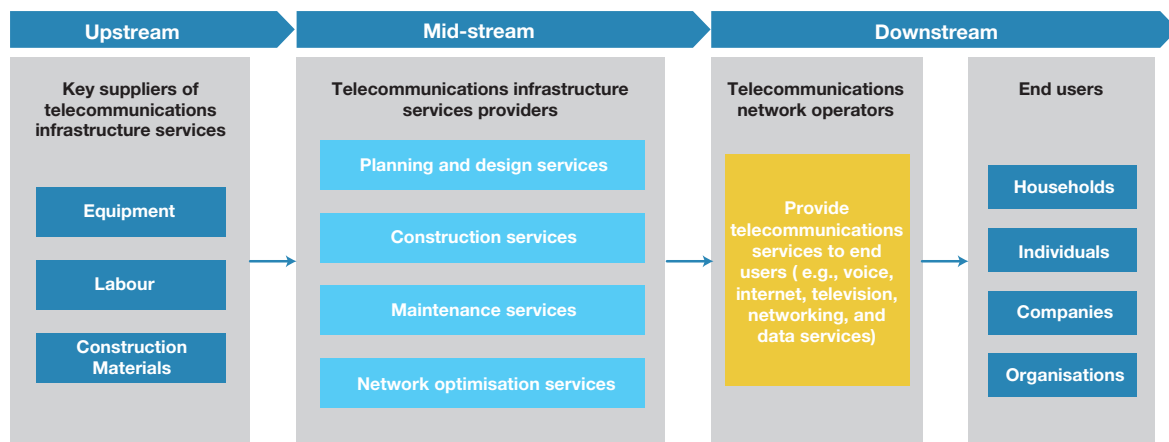 Upstream
Mid-stream
Downstream
Key suppliers of
telecommunications
infrastructure services
Equipment
Labour
Construction
Materials
Telecommunications infrastructure
services providers
Planning and design services
Construction services
Maintenance services
Network optimisation services
Telecommunications
network operators
Provide
telecommunications
services to end
users ( e.g., voice,
internet, television,
networking, and
data services)
End users
Households
Individuals
Companies
Organisations